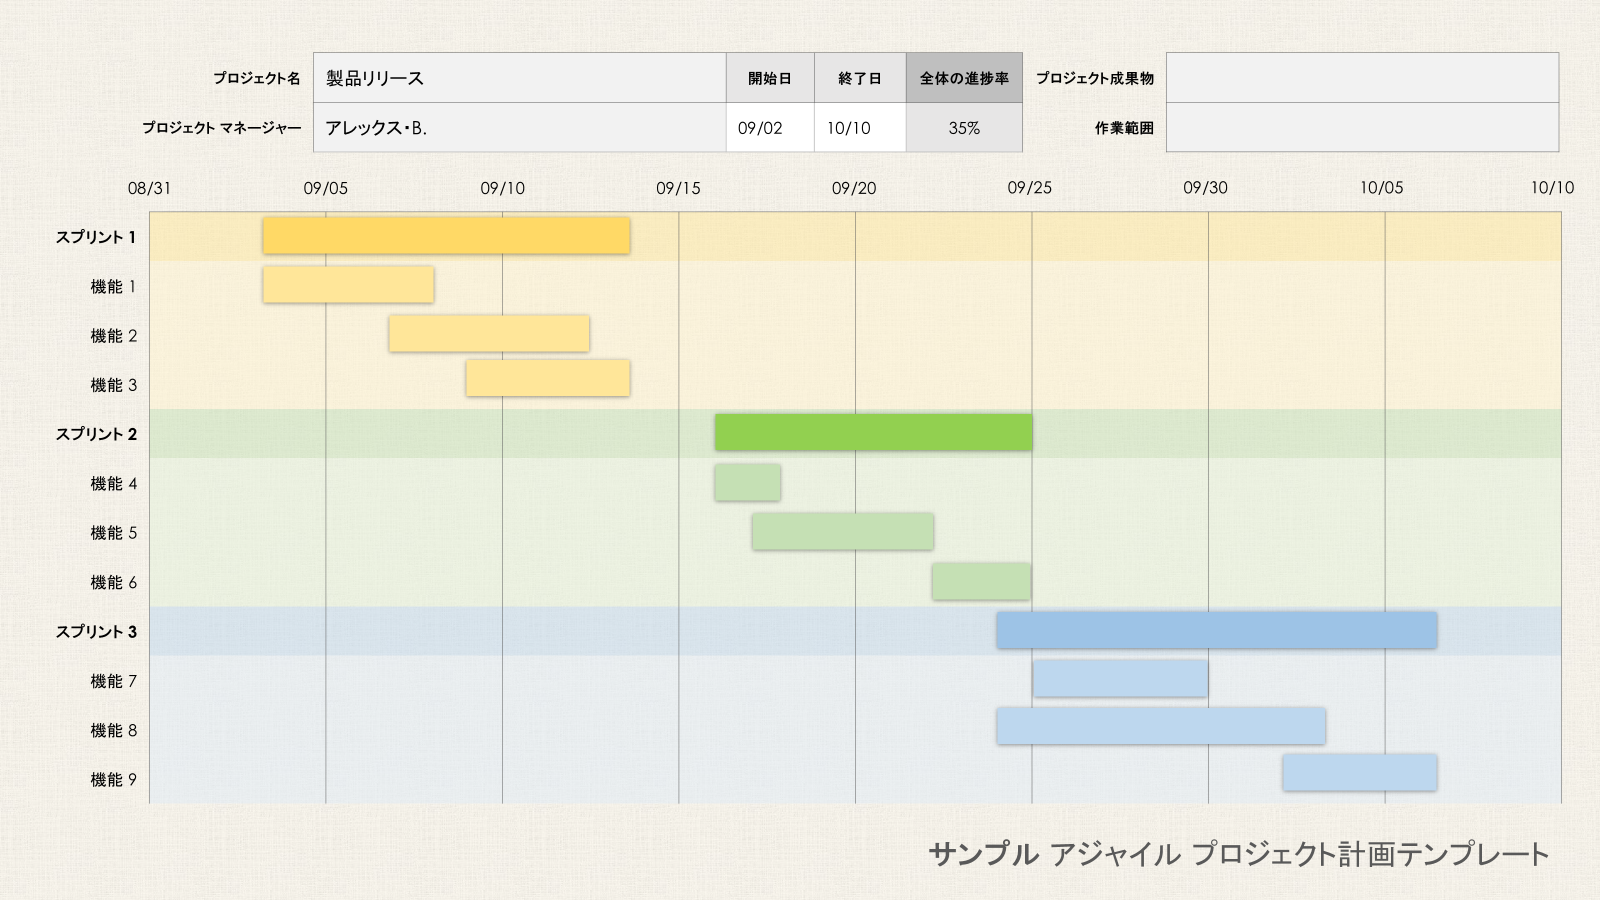 プロジェクト名 製品リリース 開始日 終了日 全体の進捗率 プロジェクト成果物
プロジェクト マネージャー アレックス・B. 09/02 10/10 35% 作業範囲
08/31 09/05 09/10 09/15 09/20 09/25 09/30 10/05 10/10
スプリント 1
機能 1
機能 2
機能 3
スプリント 2
機能 4
機能 5
機能 6
スプリント 3
機能 7
機能 8
機能 9
サンプル アジャイル プロジェクト計画テンプレート